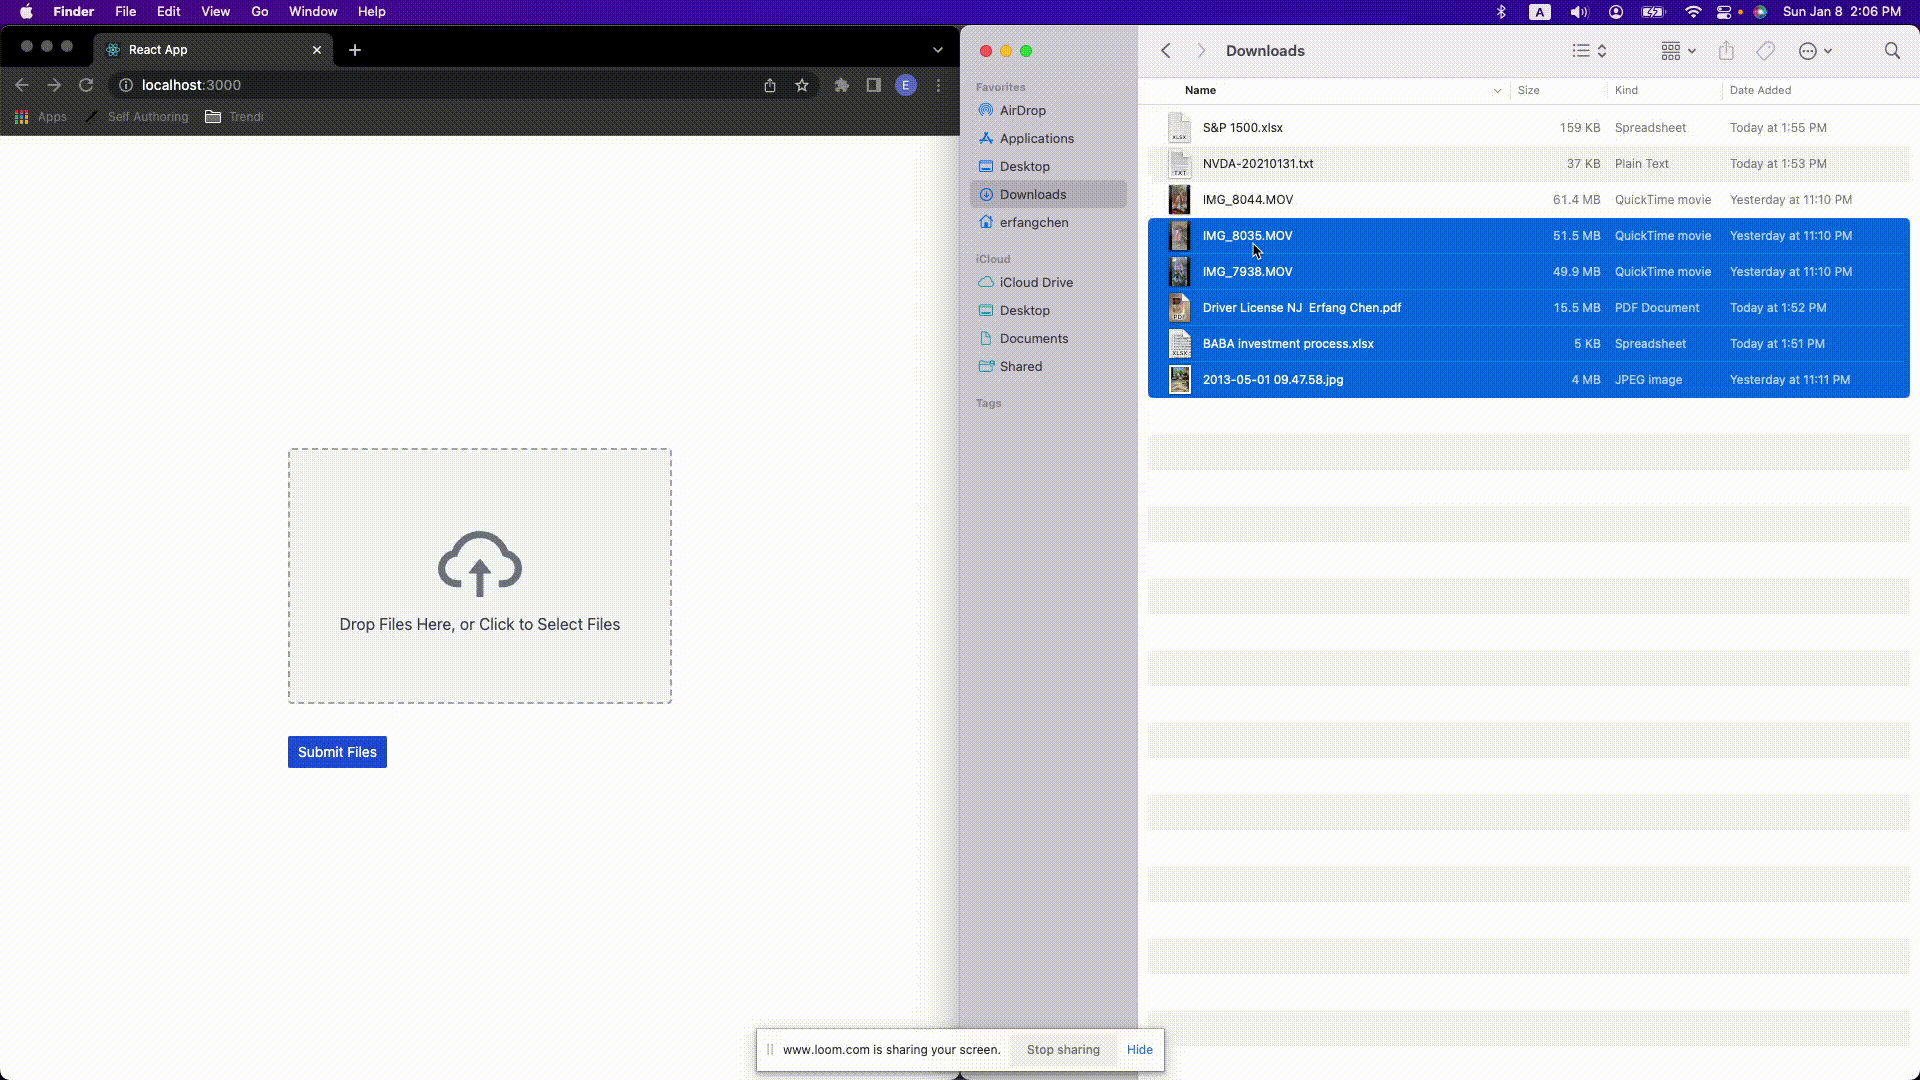 Finder File Edit View Go Window Help
A
Sun Jan 8 2:06 PM
React App
localhost:3000
E
Apps Self Authoring Trendi
Drop Files Here, or Click to Select Files
Submit Files
Favorites
AirDrop
Applications
Desktop
Downloads
erfangchen
iCloud
iCloud Drive
Desktop
Documents
Shared
Tags
Downloads
Name Size Kind Date Added
S&P 1500.xlsx 159 KB Spreadsheet Today at 1:55 PM
NVDA-20210131.txt 37 KB Plain Text Today at 1:53 PM
IMG_8044.MOV 61.4 MB QuickTime movie Yesterday at 11:10 PM
IMG_8035.MOV 51.5 MB QuickTime movie Yesterday at 11:10 PM
IMG_7938.MOV 49.9 MB QuickTime movie Yesterday at 11:10 PM
Driver License NJ Erfang Chen.pdf 15.5 MB PDF Document Today at 1:52 PM
BABA investment process.xlsx 5 KB Spreadsheet Today at 1:51 PM
2013-05-01 09.47.58.jpg 4 MB JPEG image Yesterday at 11:11 PM
www.loom.com is sharing your screen. Stop sharing Hide